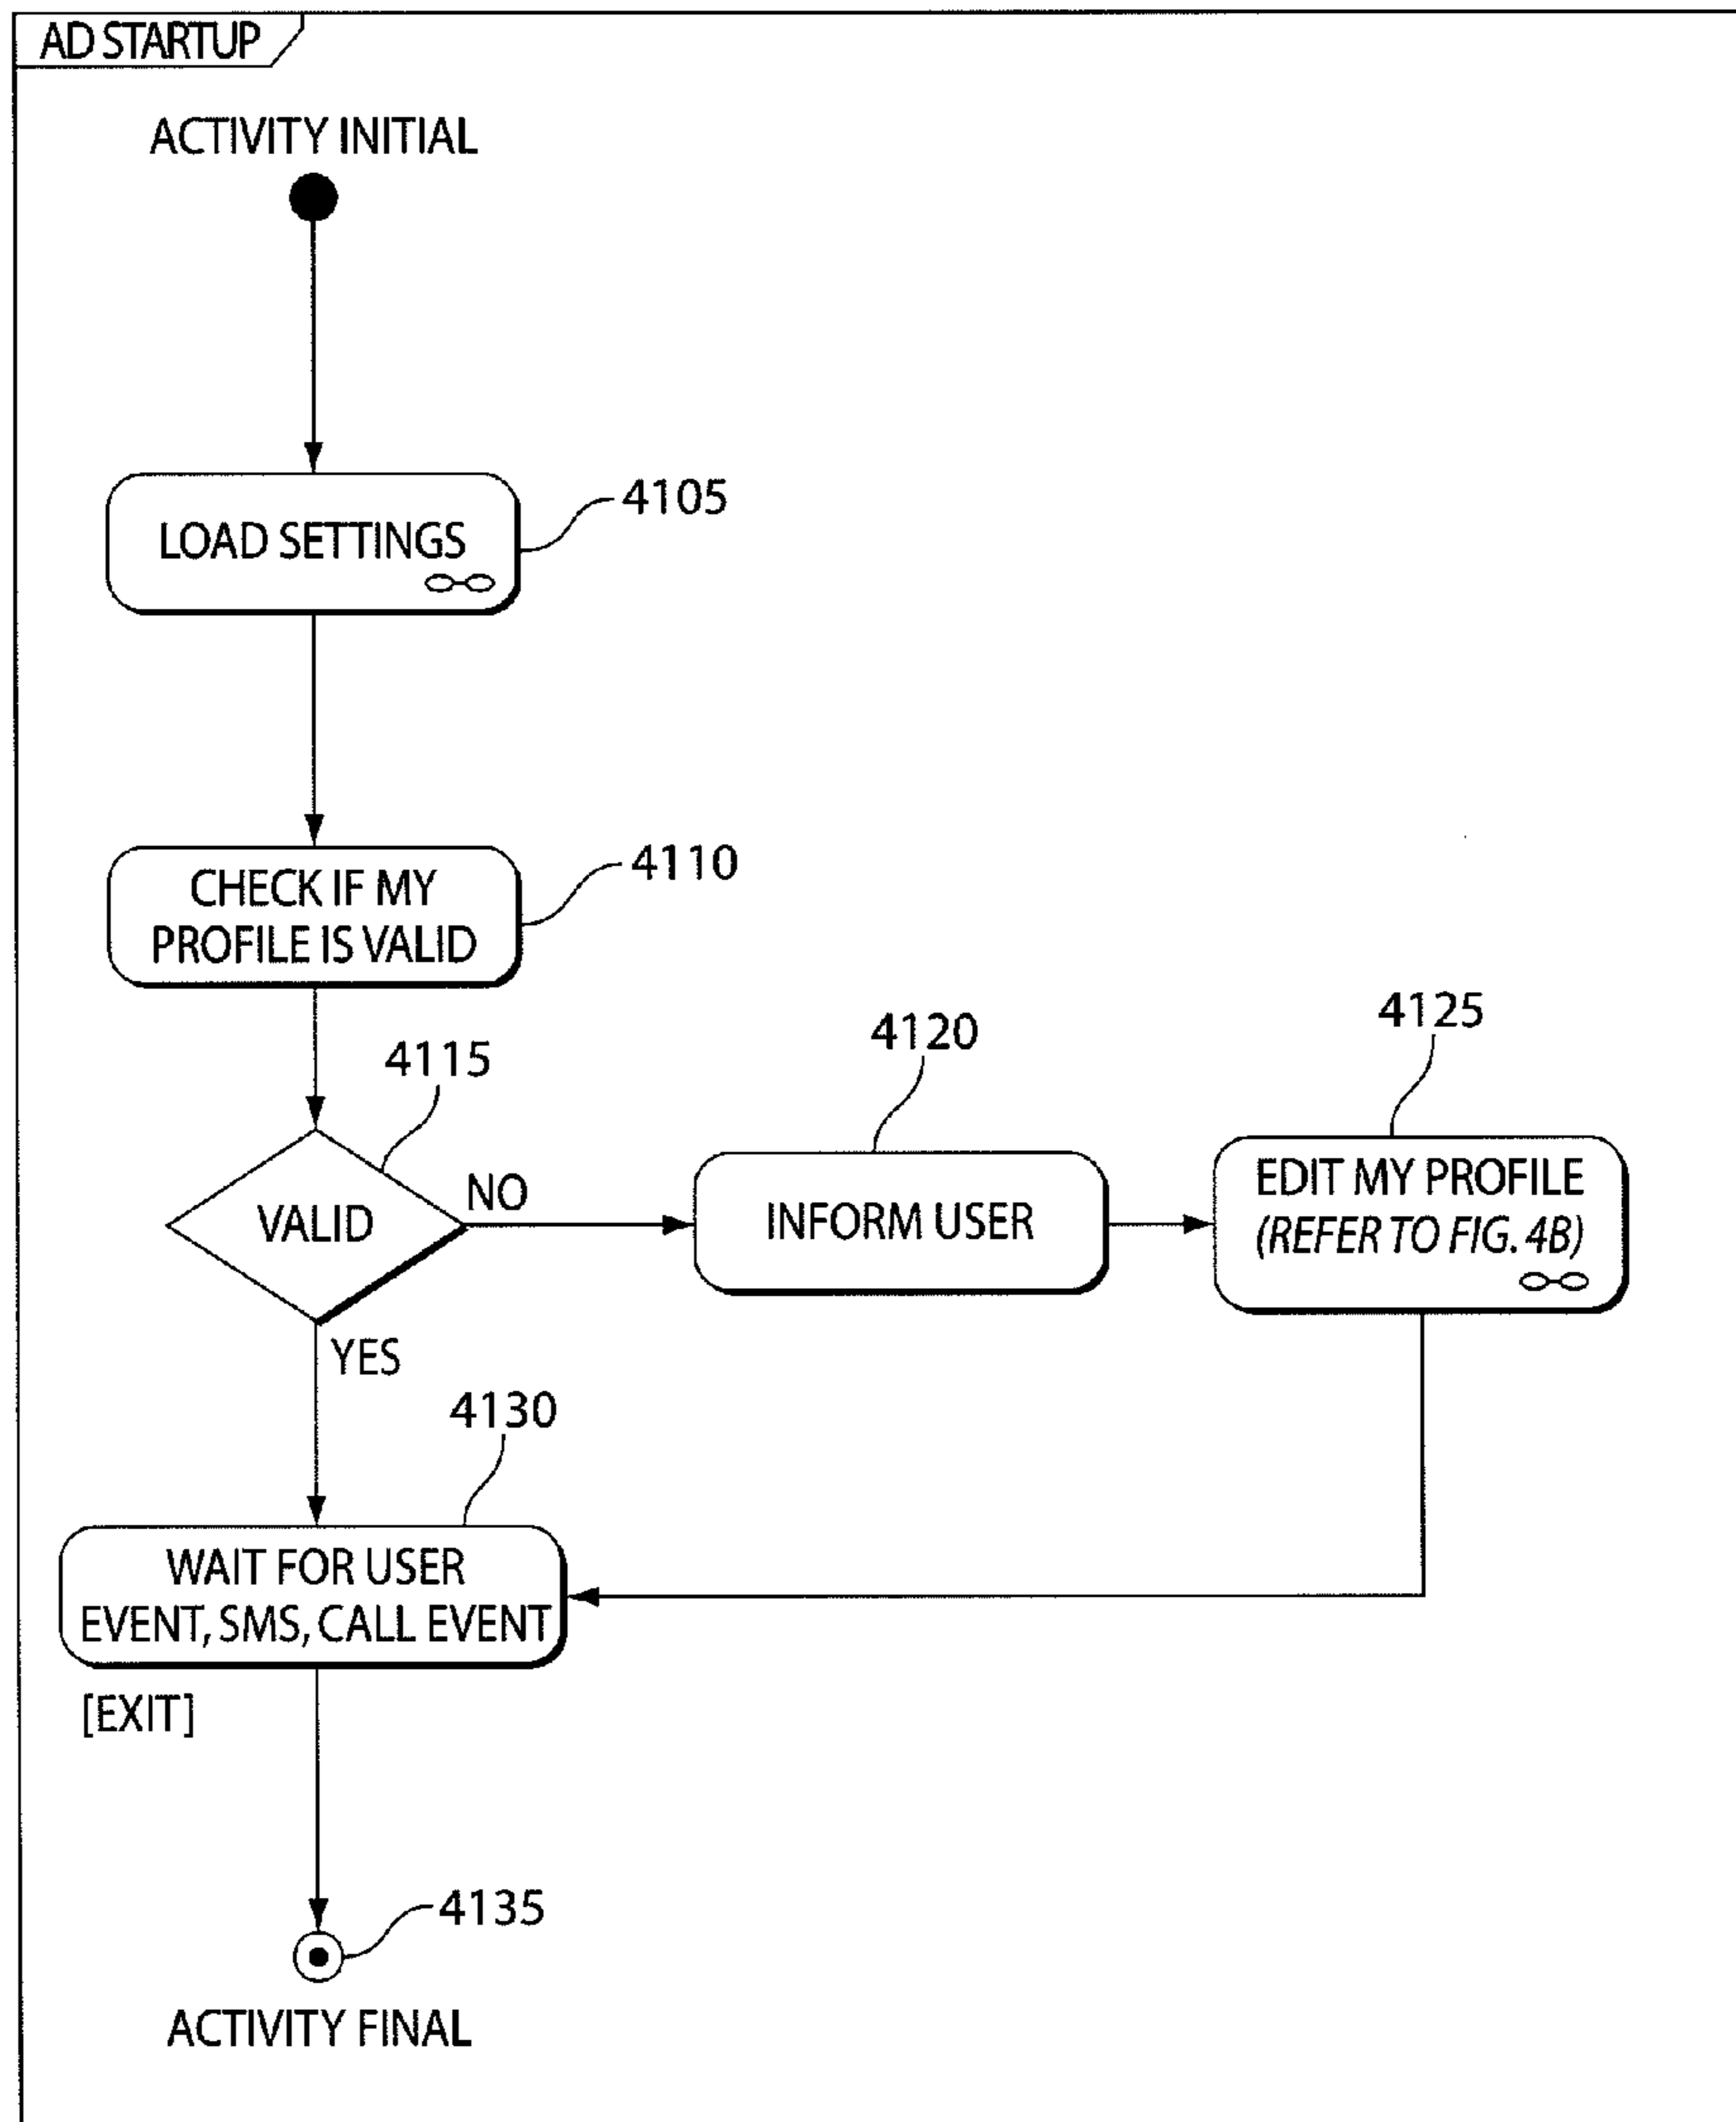 AD STARTUP
ACTIVITY INITIAL
4105
LOAD SETTINGS
4110
CHECK IF MY
PROFILE IS VALID
4115
VALID
NO
YES
4120
INFORM USER
4125
EDIT MY PROFILE
(REFER TO FIG. 4B)
4130
WAIT FOR USER
EVENT, SMS, CALL EVENT
[EXIT]
4135
ACTIVITY FINAL